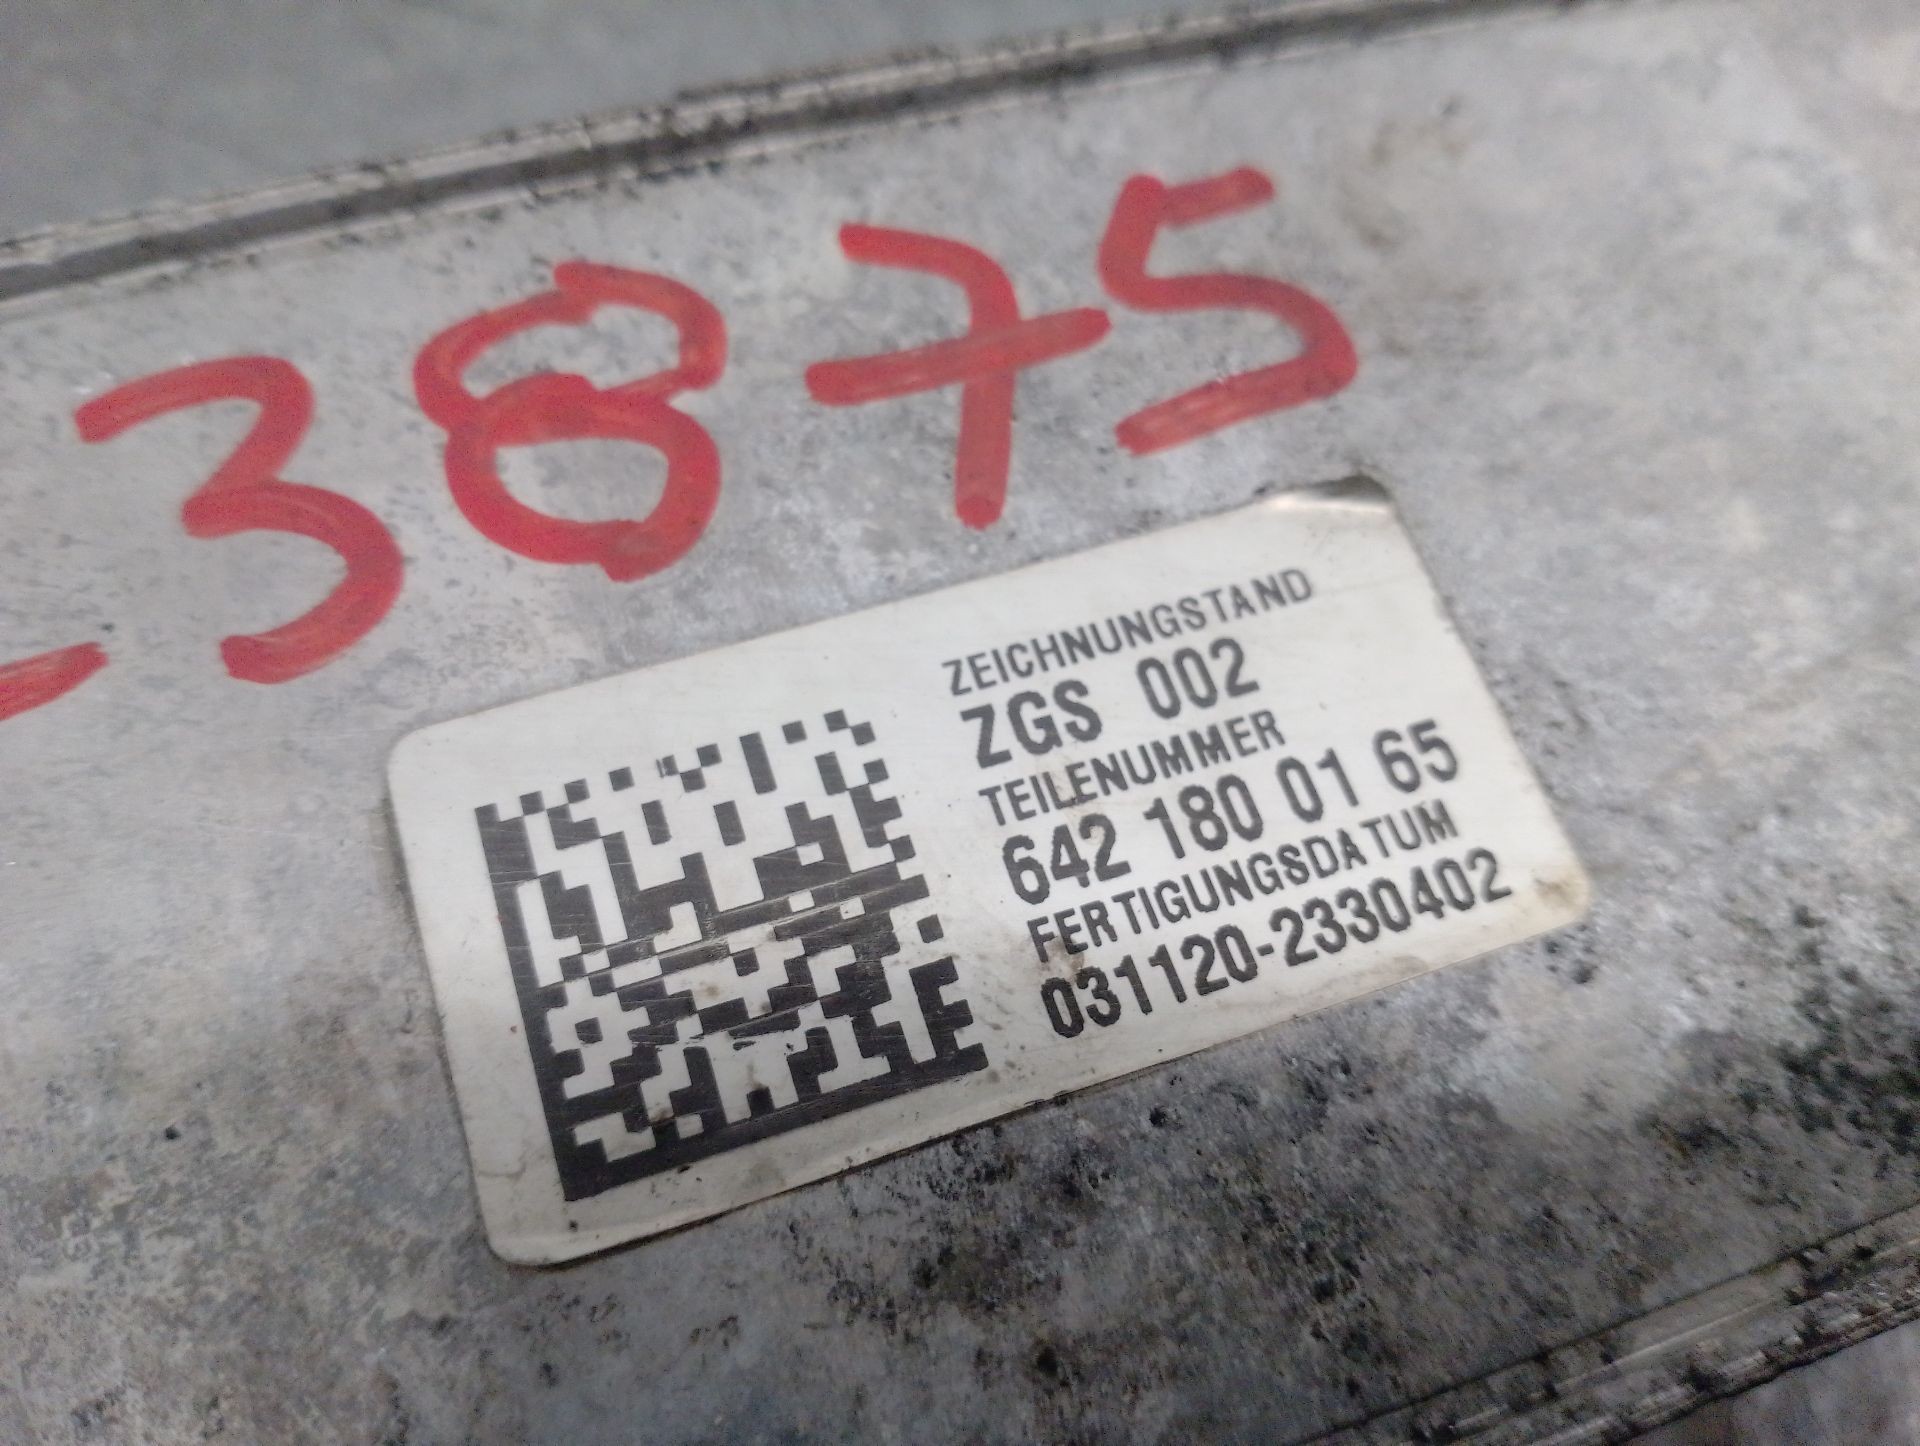 3875
ZEICHNUNGSTAND
ZGS 002
TEILENUMMER
642 180 01 65
FERTIGUNGSDATUM
031120-2330402